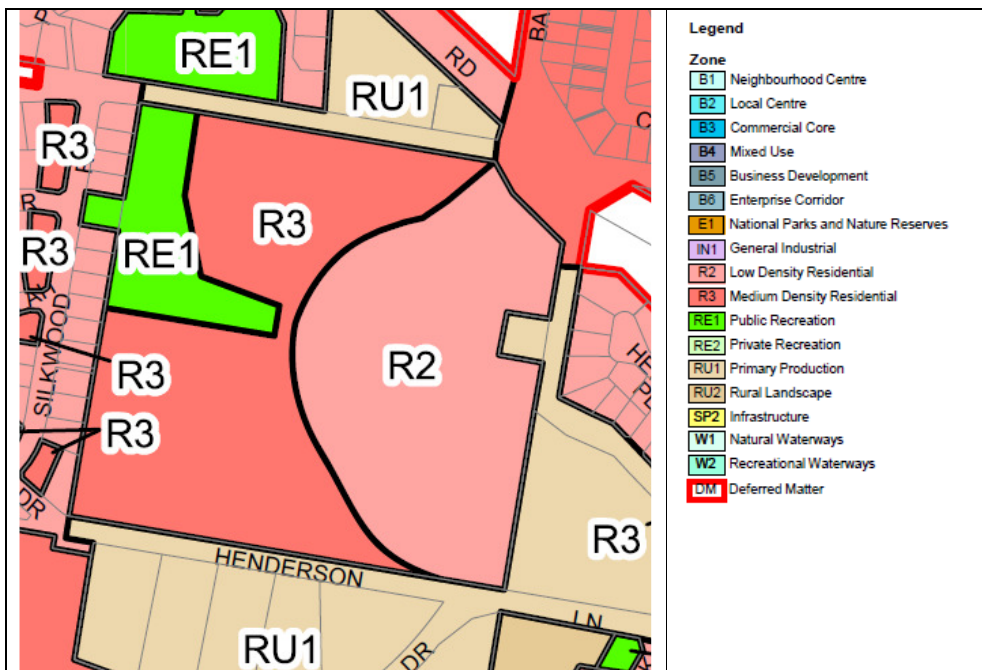 RE1
RD
BA
RU1
R3
R3
RE1
R3
R3
SILKWOOD
R3
R2
HE
PL
R3
DR
R3
HENDERSON
LN
RU1
DR
Legend
Zone
B1 Neighbourhood Centre
B2 Local Centre
B3 Commercial Core
B4 Mixed Use
B5 Business Development
B6 Enterprise Corridor
E1 National Parks and Nature Reserves
IN1 General Industrial
R2 Low Density Residential
R3 Medium Density Residential
RE1 Public Recreation
RE2 Private Recreation
RU1 Primary Production
RU2 Rural Landscape
SP2 Infrastructure
W1 Natural Waterways
W2 Recreational Waterways
DM Deferred Matter